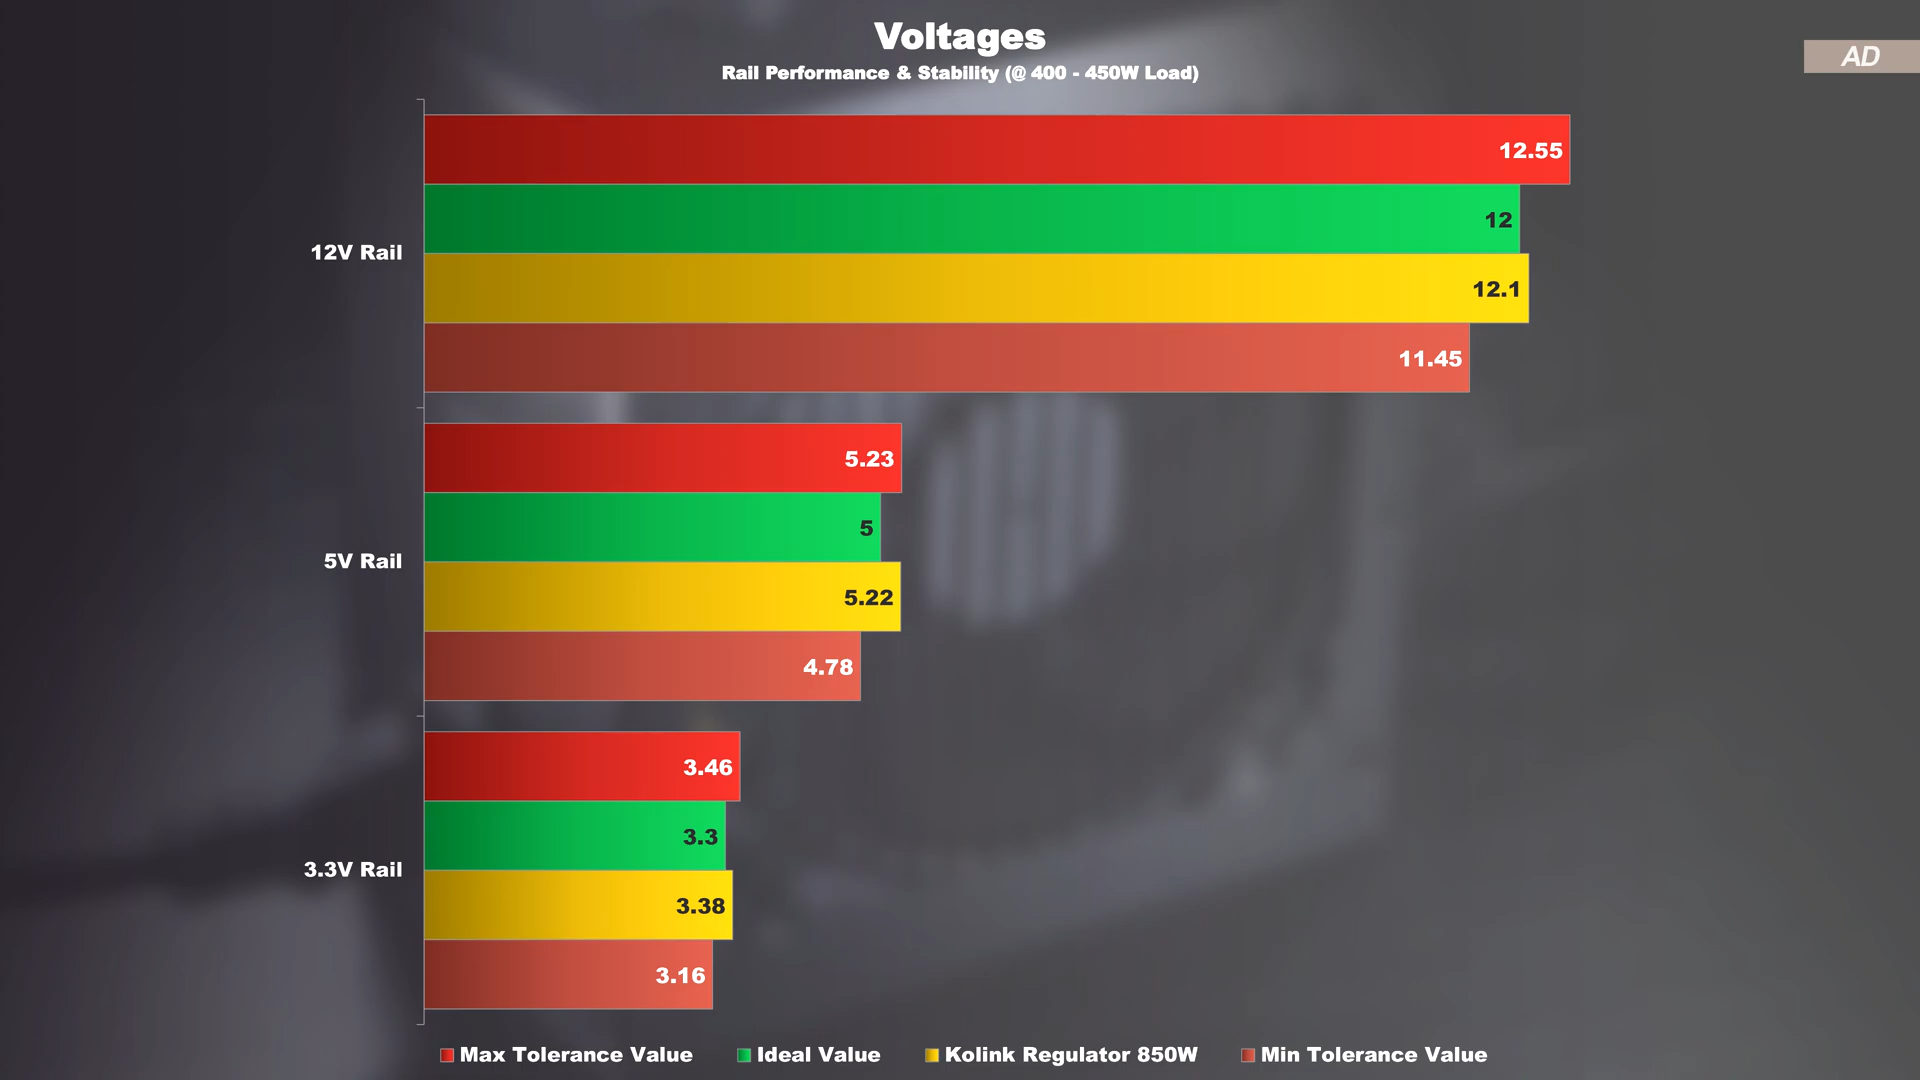 Voltages
Rail Performance & Stability (@ 400 - 450W Load)
AD
12V Rail
12.55
12
12.1
11.45
5V Rail
5.23
5
5.22
4.78
3.3V Rail
3.46
3.3
3.38
3.16
Max Tolerance Value
Ideal Value
Kolink Regulator 850W
Min Tolerance Value